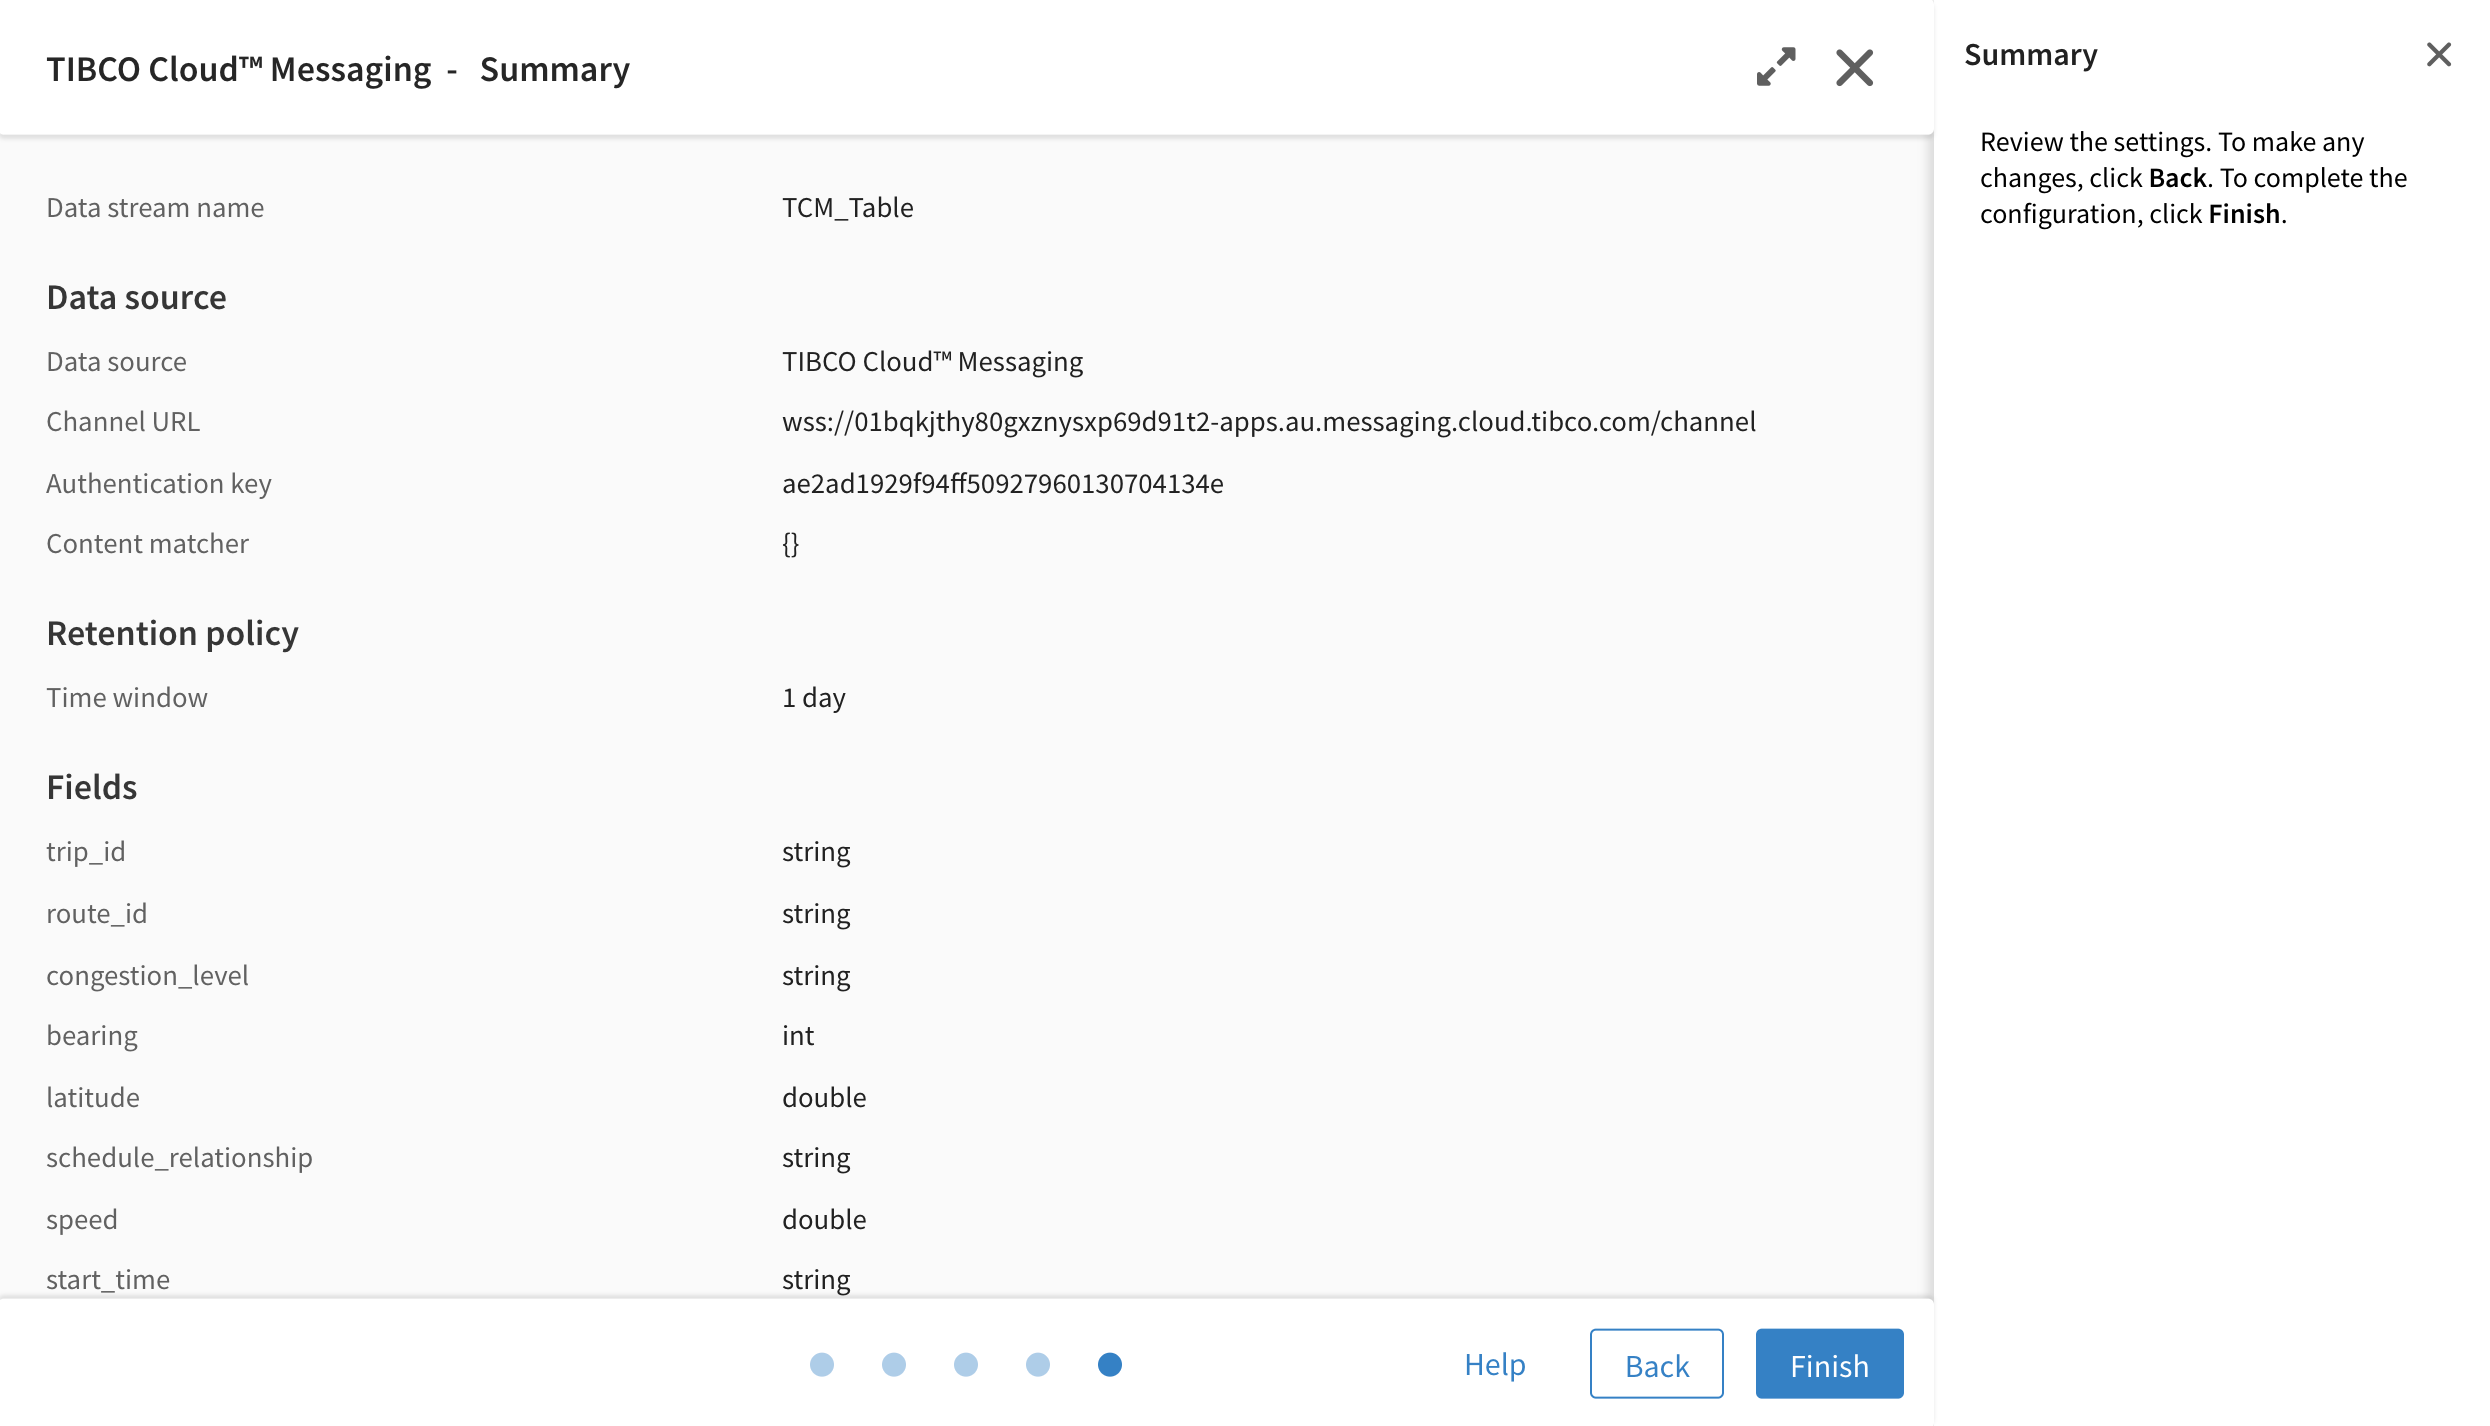 TIBCO Cloud™ Messaging - Summary
Data stream name TCM_Table
Data source
Data source TIBCO Cloud™ Messaging
Channel URL wss://01bqkjthy80gxznysxp69d91t2-apps.au.messaging.cloud.tibco.com/channel
Authentication key ae2ad1929f94ff50927960130704134e
Content matcher {}
Retention policy
Time window 1 day
Fields
trip_id string
route_id string
congestion_level string
bearing int
latitude double
schedule_relationship string
speed double
start_time string
Help Back Finish
Summary
Review the settings. To make any
changes, click Back. To complete the
configuration, click Finish.